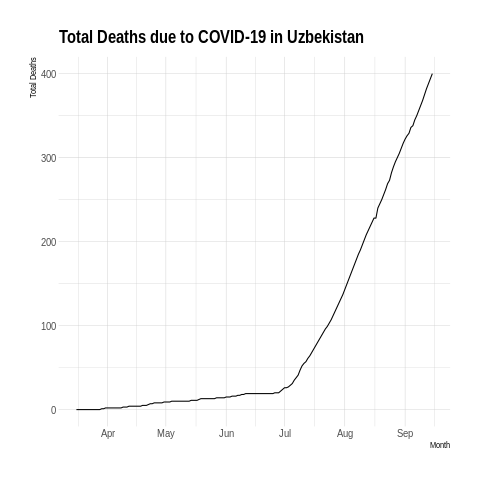 Total Deaths due to COVID-19 in Uzbekistan
Total Deaths
400
300
200
100
0
Apr May Jun Jul Aug Sep
Month